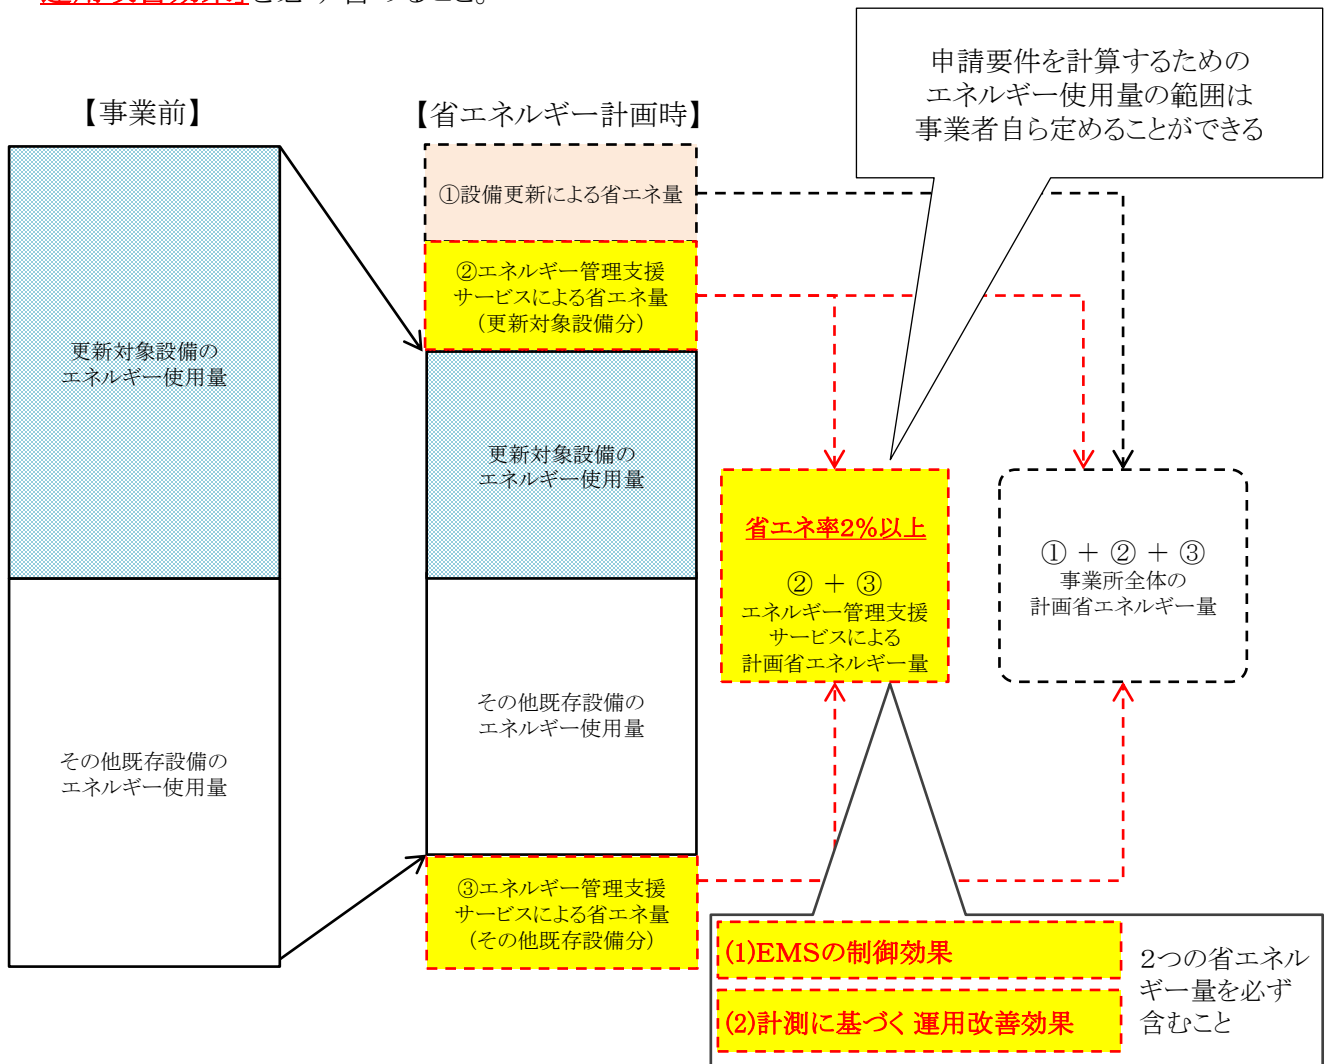 運用改善効果」と必ず含めること。
申請要件を計算するための
エネルギー使用量の範囲は
事業者自ら定めることができる
【事業前】
【省エネルギー計画時】
①設備更新による省エネ量
②エネルギー管理支援
サービスによる省エネ量
（更新対象設備分）
更新対象設備の
エネルギー使用量
更新対象設備の
エネルギー使用量
省エネ率2％以上
② ＋ ③
エネルギー管理支援
サービスによる
計画省エネルギー量
① ＋ ② ＋ ③
事業所全体の
計画省エネルギー量
その他既存設備の
エネルギー使用量
その他既存設備の
エネルギー使用量
③エネルギー管理支援
サービスによる省エネ量
（その他既存設備分）
(1)EMSの制御効果
(2)計測に基づく運用改善効果
2つの省エネル
ギー量を必ず
含むこと